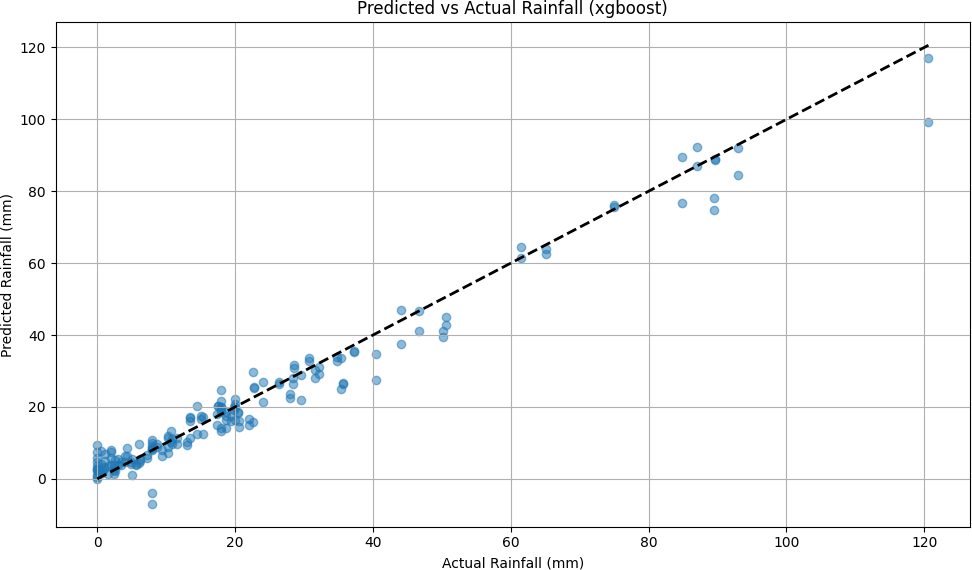 Predicted vs Actual Rainfall (xgboost)
Predicted Rainfall (mm)
120
100
80
60
40
20
0
0 20 40 60 80 100 120
Actual Rainfall (mm)